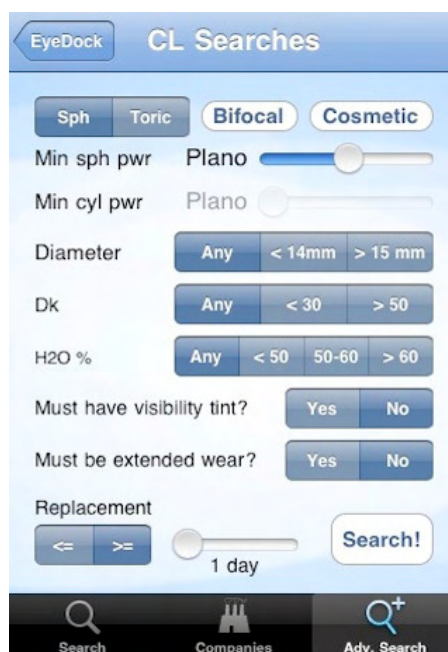 EyeDock CL Searches
Sph Toric Bifocal Cosmetic
Min sph pwr Plano
Min cyl pwr Plano
Diameter Any < 14mm > 15 mm
Dk Any < 30 > 50
H2O % Any < 50 50-60 > 60
Must have visibility tint? Yes No
Must be extended wear? Yes No
Replacement
<= >= 1 day Search!
Search Companies Adv. Search